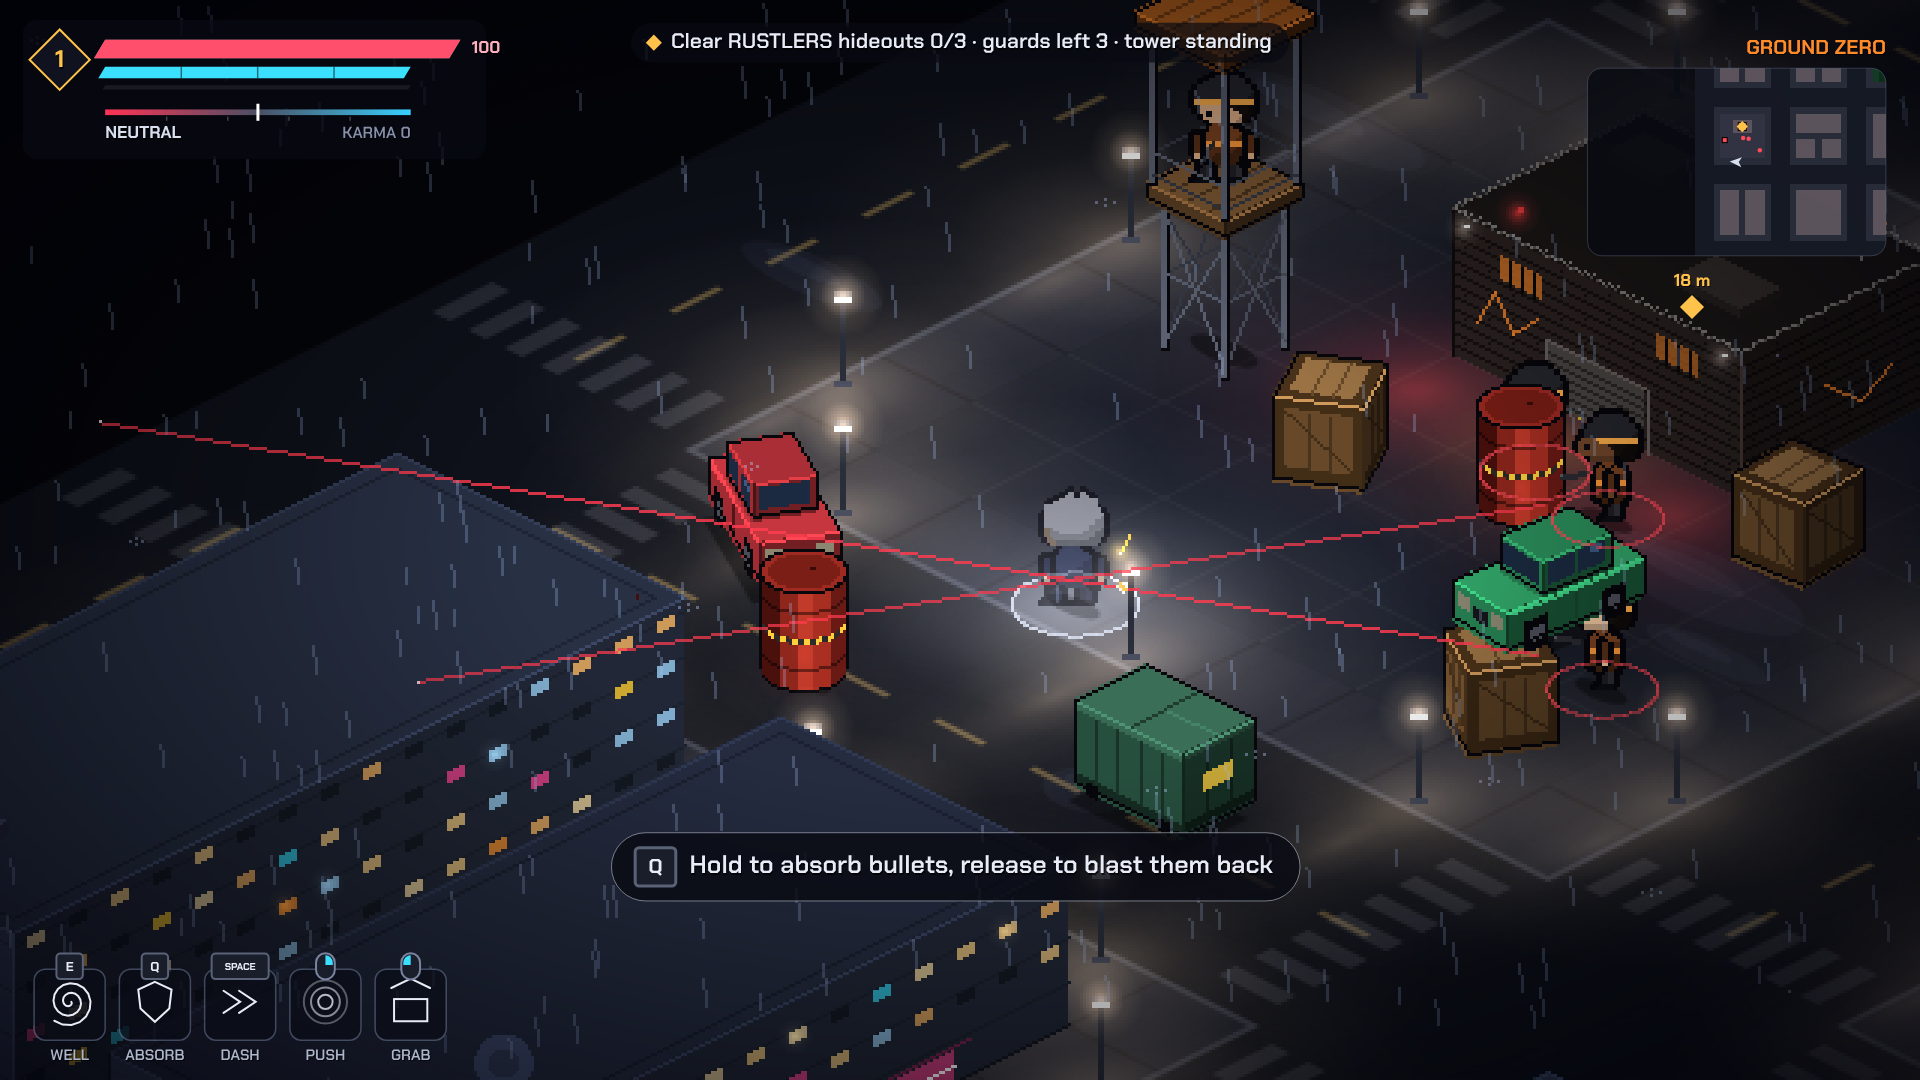 1
100
NEUTRAL
KARMA 0
Clear RUSTLERS hideouts 0/3 · guards left 3 · tower standing
GROUND ZERO
18 m
Q Hold to absorb bullets, release to blast them back
E
Q
SPACE
WELL
ABSORB
DASH
PUSH
GRAB